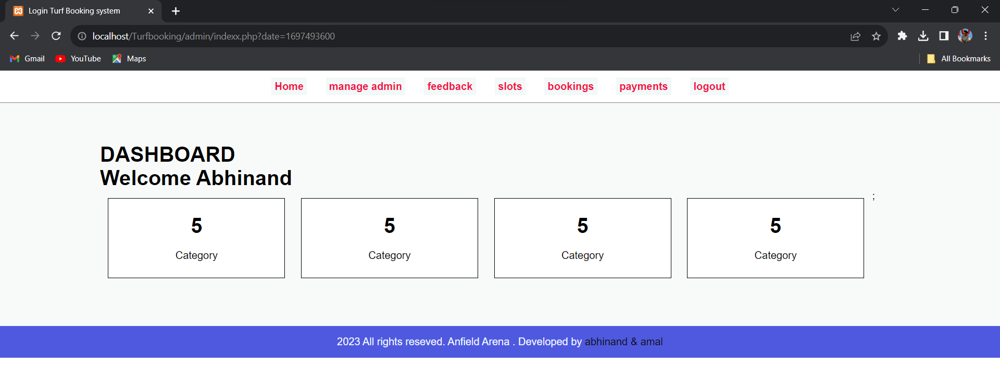 Login Turf Booking system
localhost/Turfbooking/admin/indexx.php?date=1697493600
Gmail YouTube Maps All Bookmarks
Home manage admin feedback slots bookings payments logout
DASHBOARD
Welcome Abhinand
;
5 5 5 5
Category Category Category Category
2023 All rights reseved. Anfield Arena . Developed by abhinand & amal